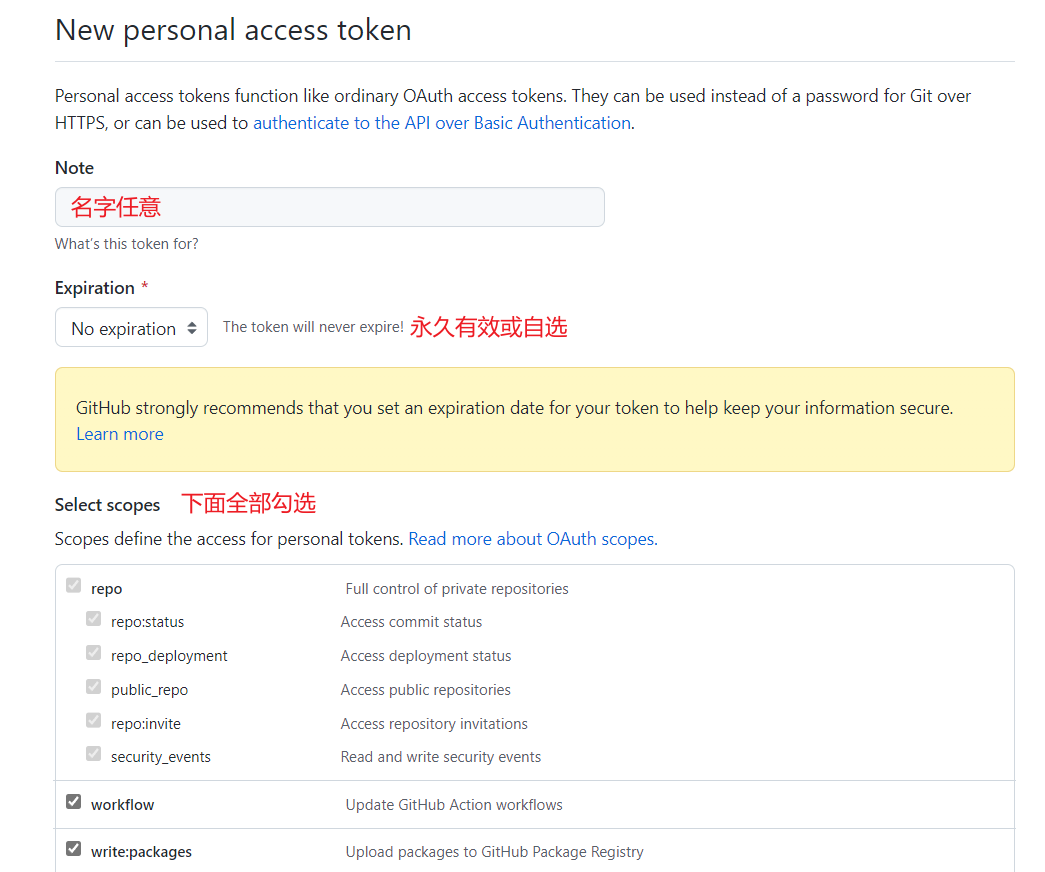 New personal access token
Personal access tokens function like ordinary OAuth access tokens. They can be used instead of a password for Git over
HTTPS, or can be used to authenticate to the API over Basic Authentication.
Note
名字任意
What's this token for?
Expiration *
No expiration The token will never expire! 永久有效或自选
GitHub strongly recommends that you set an expiration date for your token to help keep your information secure.
Learn more
Select scopes 下面全部勾选
Scopes define the access for personal tokens. Read more about OAuth scopes.
repo Full control of private repositories
repo:status Access commit status
repo_deployment Access deployment status
public_repo Access public repositories
repo:invite Access repository invitations
security_events Read and write security events
workflow Update GitHub Action workflows
write:packages Upload packages to GitHub Package Registry